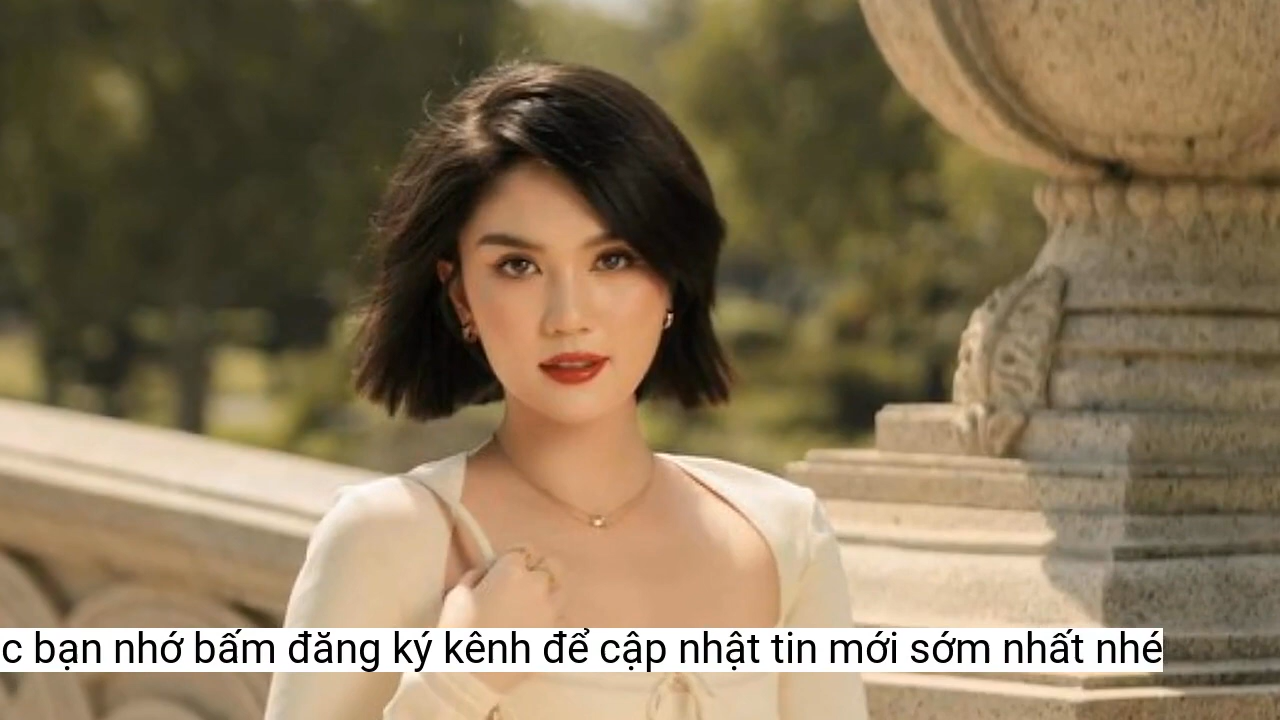 c bạn nhớ bấm đăng ký kênh để cập nhật tin mới sớm nhất nhé